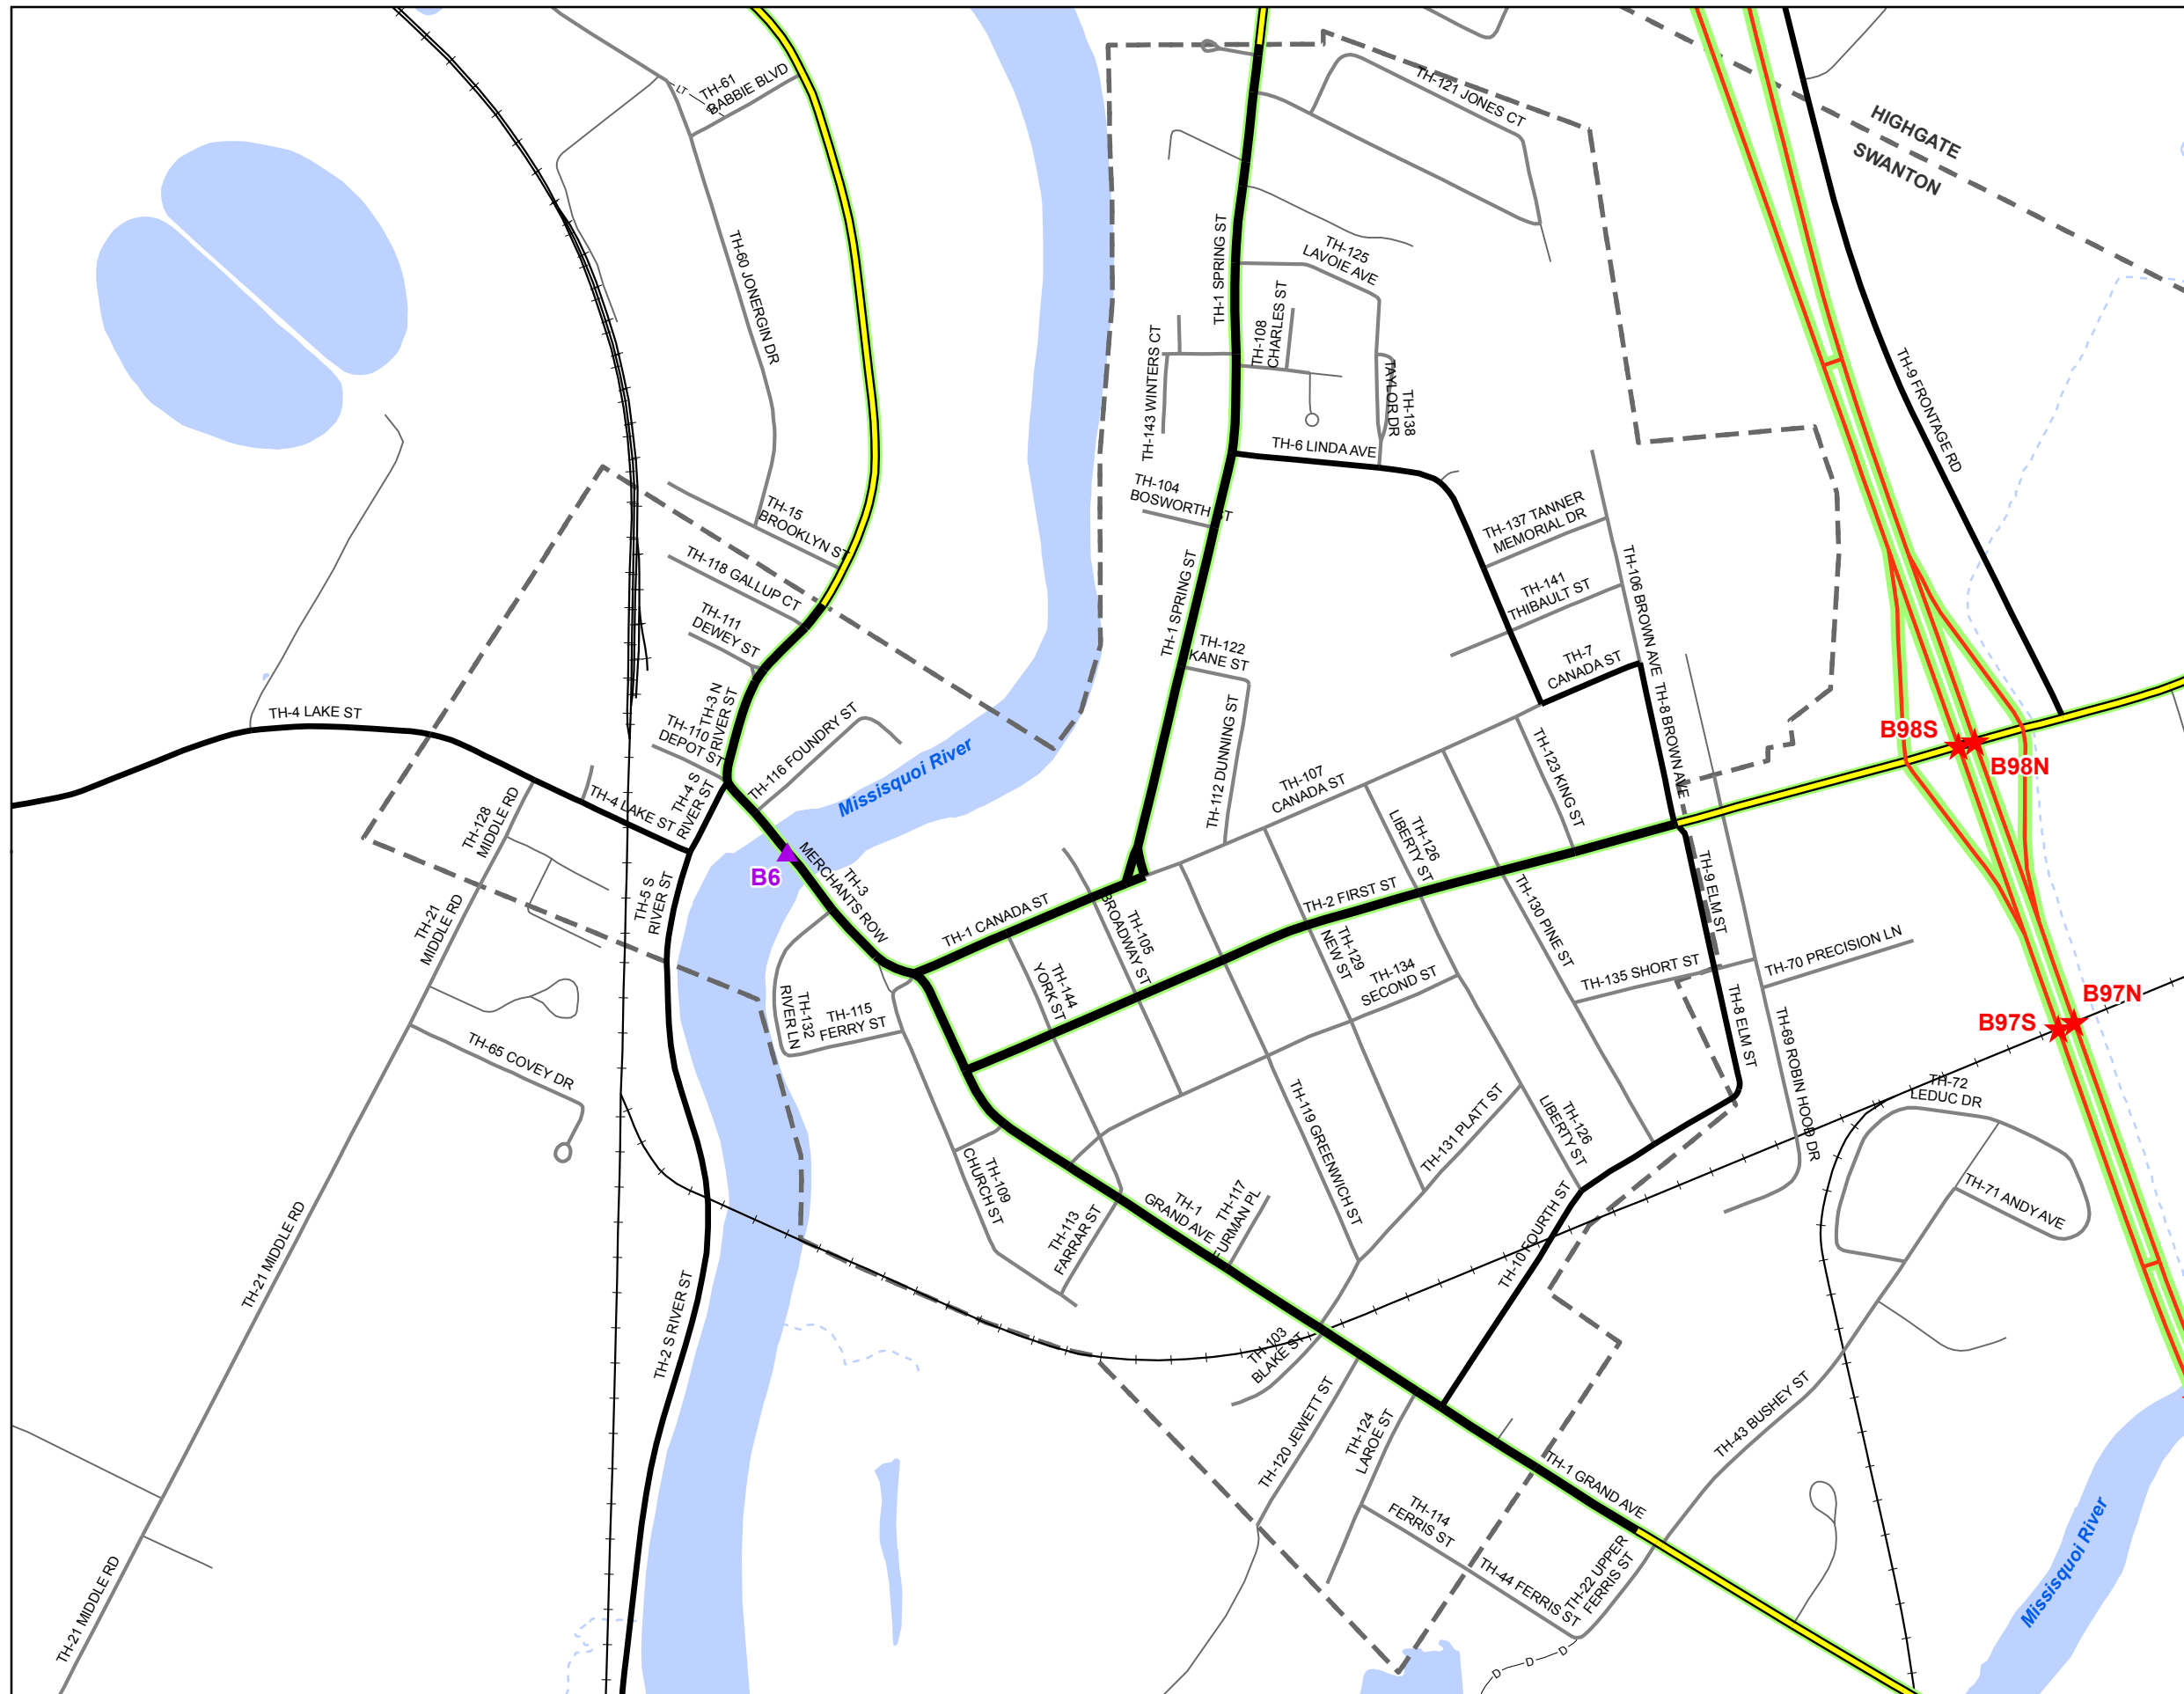 TH-61
BABBIE BLVD
LT
TH-121 JONES CT
HIGHGATE
SWANTON
TH-60 JONERGIN DR
TH-1 SPRING ST
TH-125
LAVOIE AVE
TH-108
CHARLES ST
TH-143 WINTERS CT
TH-138
TAYLOR DR
TH-9 FRONTAGE RD
TH-6 LINDA AVE
TH-104
BOSWORTH ST
TH-15
BROOKLYN ST
TH-137 TANNER
MEMORIAL DR
TH-118 GALLUP CT
TH-141
THIBAULT ST
TH-106 BROWN AVE
TH-111
DEWEY ST
TH-1 SPRING ST
TH-122
KANE ST
TH-7
CANADA ST
TH-8 BROWN AVE
TH-4 LAKE ST
TH-3 N
RIVER ST
TH-110
DEPOT ST
TH-116 FOUNDRY ST
TH-112 DUNNING ST
TH-123 KING ST
B98S
B98N
Missisquoi River
TH-107
CANADA ST
TH-4 S
RIVER ST
TH-4 LAKE ST
TH-128
MIDDLE RD
TH-126
LIBERTY ST
B6
TH-3
MERCHANTS ROW
TH-5 S
RIVER ST
TH-21
MIDDLE RD
TH-1 CANADA ST
TH-105
BROADWAY ST
TH-2 FIRST ST
TH-130 PINE ST
TH-9 ELM ST
TH-129
NEW ST
TH-134
SECOND ST
TH-135 SHORT ST
TH-70 PRECISION LN
TH-144
YORK ST
TH-132
RIVER LN
TH-115
FERRY ST
TH-8 ELM ST
B97N
B97S
TH-65 COVEY DR
TH-69 ROBIN HOOD DR
TH-72
LEDUC DR
TH-119 GREENWICH ST
TH-131 PLATT ST
TH-126
LIBERTY ST
TH-109
CHURCH ST
TH-113
FARRAR ST
TH-1
GRAND AVE
TH-117
FURMAN PL
TH-10 FOURTH ST
TH-71 ANDY AVE
TH-21 MIDDLE RD
TH-2 S RIVER ST
TH-103
BLAKE ST
TH-120 JEWETT ST
TH-124
LAROE ST
TH-43 BUSHEY ST
TH-1 GRAND AVE
TH-114
FERRIS ST
TH-44 FERRIS ST
TH-22 UPPER
FERRIS ST
Missisquoi River
TH-21 MIDDLE RD
D
D
D